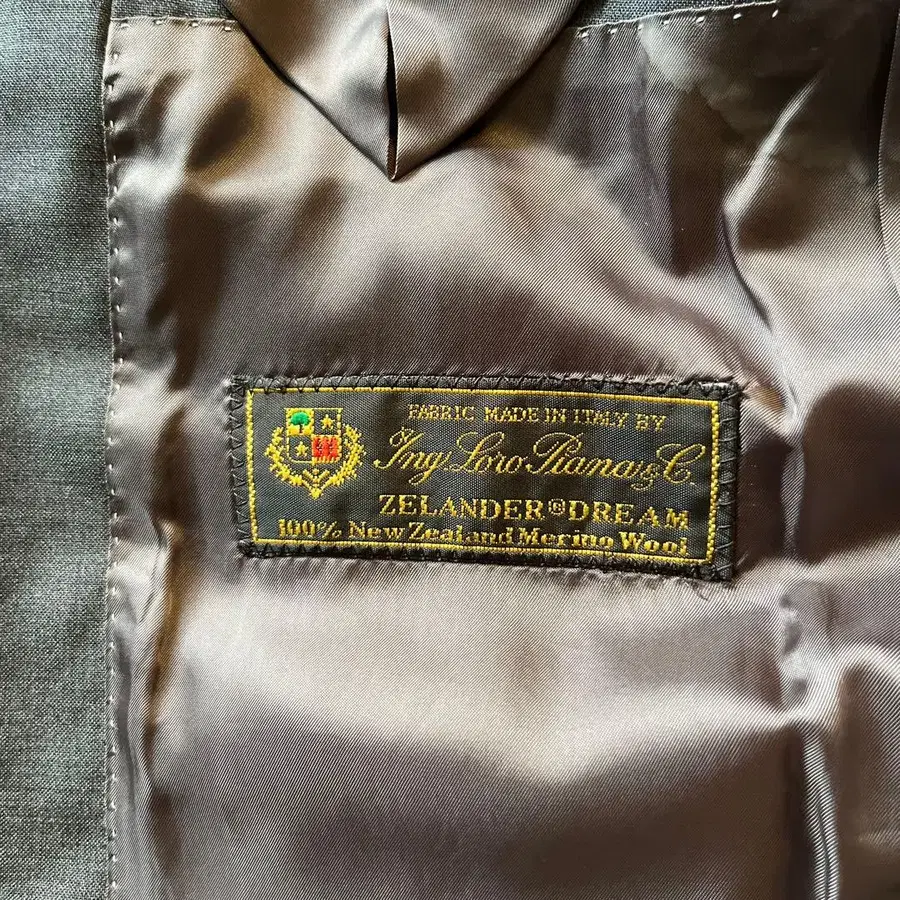 FABRIC MADE IN ITALY BY
Ing Loro Piana & C.
ZELANDER®DREAM
100% New Zealand Merino Wool